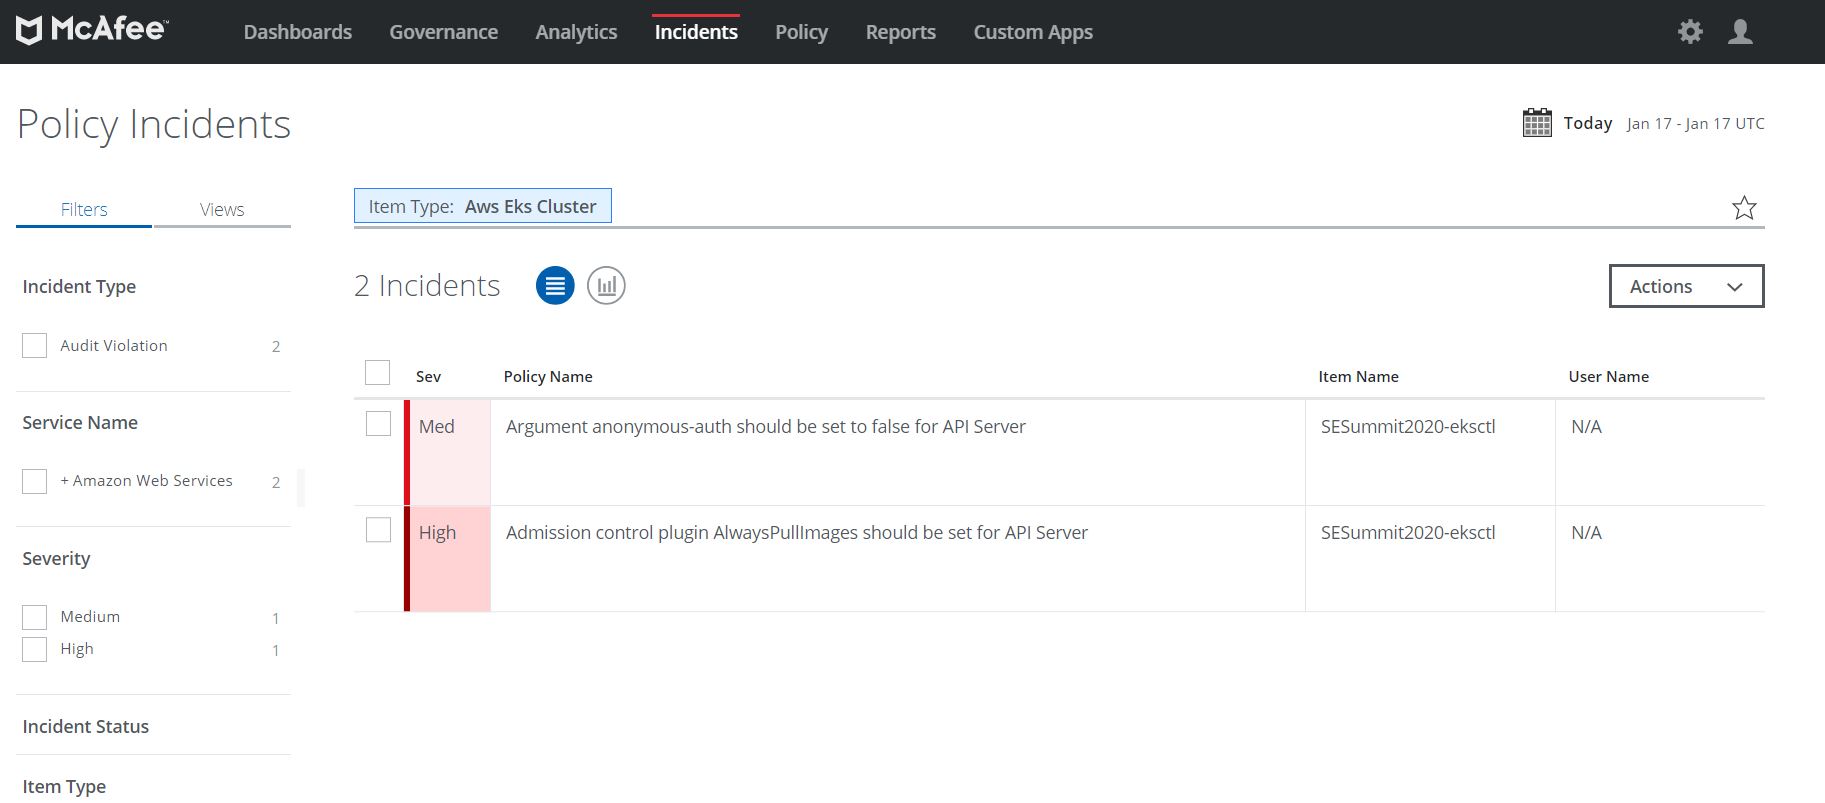 McAfee™
Dashboards Governance Analytics Incidents Policy Reports Custom Apps
Policy Incidents
Today Jan 17 - Jan 17 UTC
Filters Views
Item Type: Aws Eks Cluster
Incident Type
2 Incidents
Actions
Audit Violation 2
Sev Policy Name Item Name User Name
Service Name
Med Argument anonymous-auth should be set to false for API Server SESummit2020-eksctl N/A
+ Amazon Web Services 2
High Admission control plugin AlwaysPullImages should be set for API Server SESummit2020-eksctl N/A
Severity
Medium 1
High 1
Incident Status
Item Type